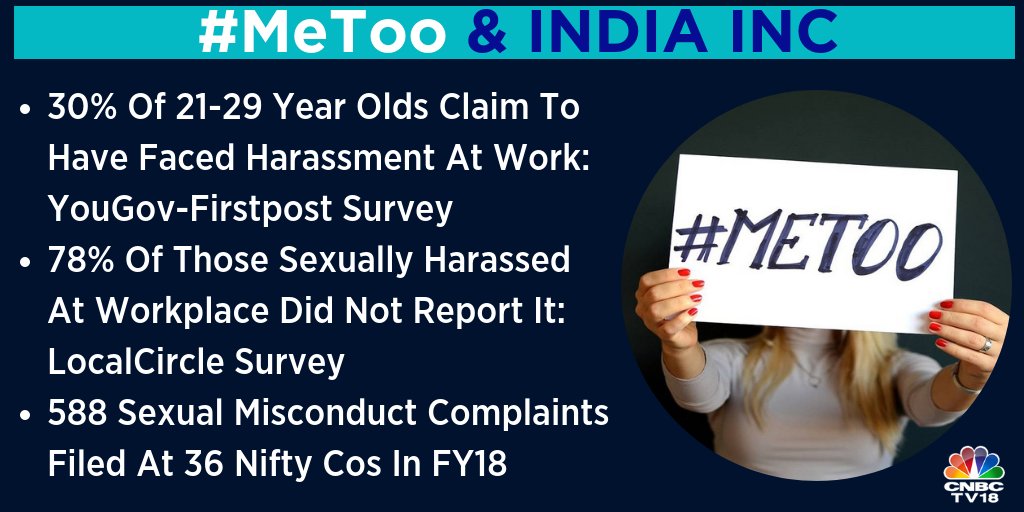 #MeToo & INDIA INC
• 30% Of 21-29 Year Olds Claim To
Have Faced Harassment At Work:
YouGov-Firstpost Survey
• 78% Of Those Sexually Harassed
At Workplace Did Not Report It:
LocalCircle Survey
• 588 Sexual Misconduct Complaints
Filed At 36 Nifty Cos In FY18
#METOO
CNBC
TV18